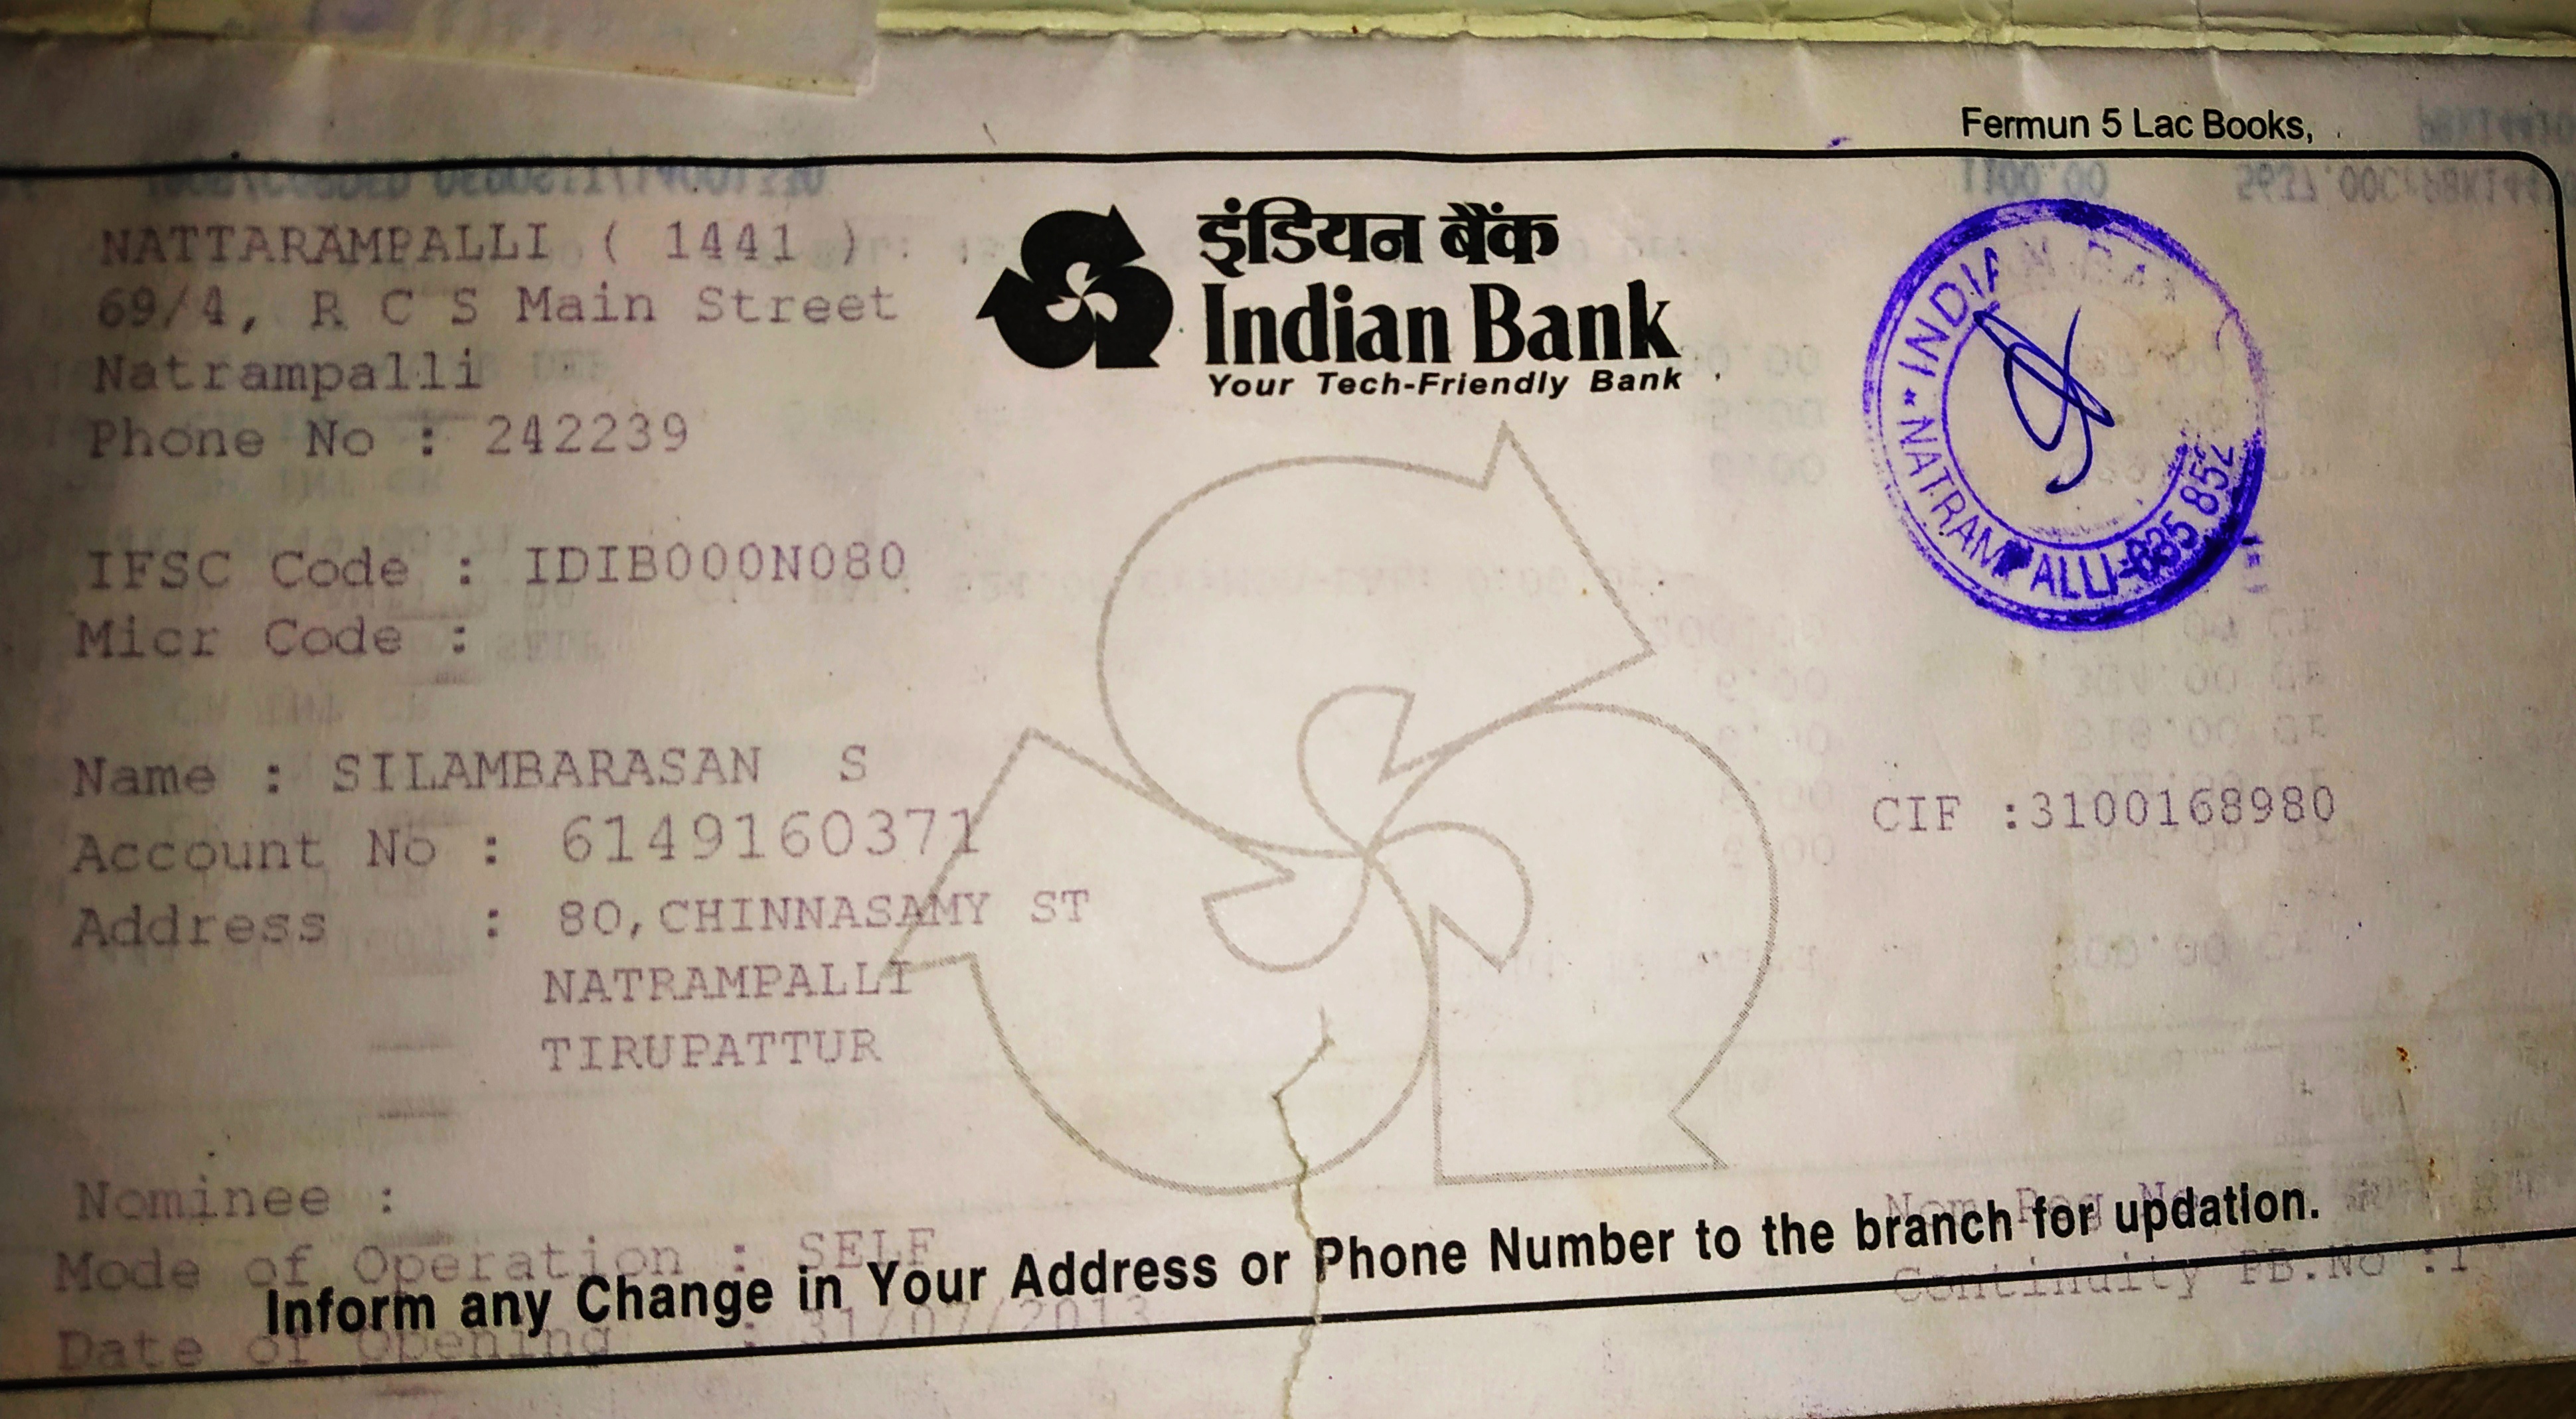 Fermun 5 Lac Books,
NATTARAMPALLI ( 1441 )
69/4, R C S Main Street
Natrampalli
Phone No : 242239
इंडियन बैंक
Indian Bank
Your Tech-Friendly Bank
* INDIAN BANK
* NATRAMPALLI-635 852
IFSC Code : IDIB000N080
Micr Code :
Name : SILAMBARASAN S
Account No : 6149160371
CIF :3100168980
Address : 80,CHINNASAMY ST
NATRAMPALLI
TIRUPATTUR
Nominee :
Nom Reg No
Mode of Operation : SELF
Continuity PB.No :1
Inform any Change in Your Address or Phone Number to the branch for updation.
Date of Opening : 31/07/2013